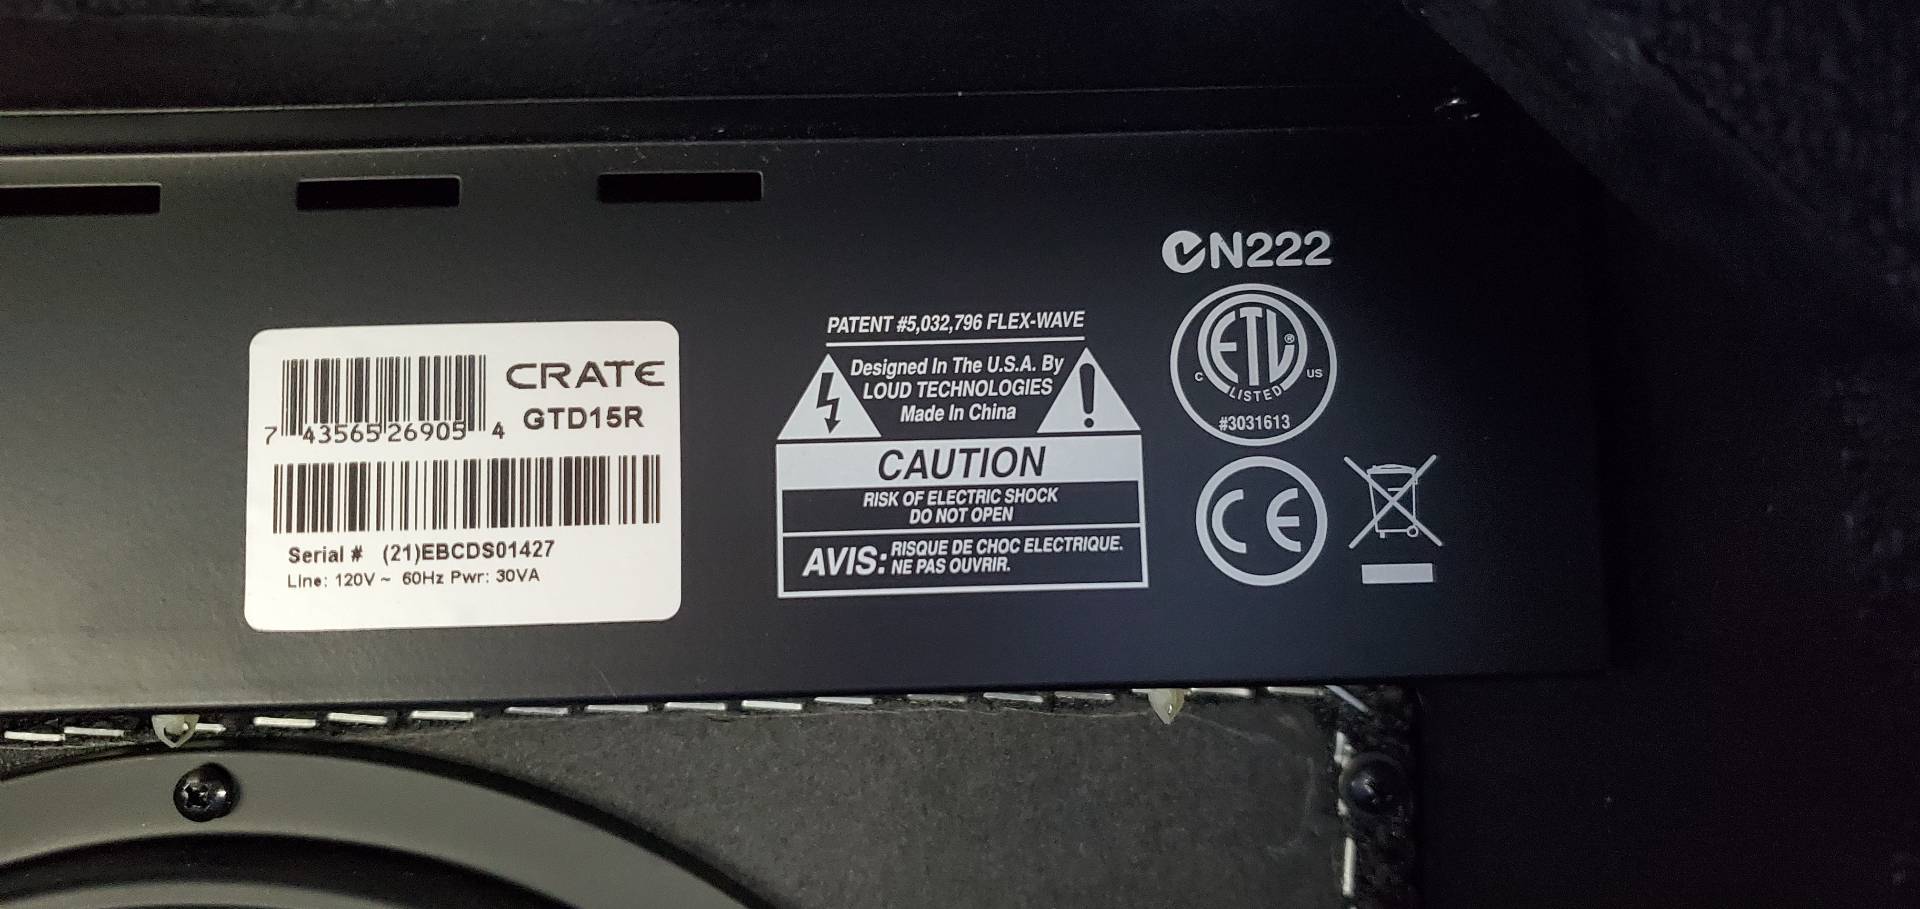 7 43565 26905 4
CRATE
GTD15R
Serial # (21)EBCDS01427
Line: 120V ~ 60Hz Pwr: 30VA
PATENT #5,032,796 FLEX-WAVE
Designed In The U.S.A. By
LOUD TECHNOLOGIES
Made In China
CAUTION
RISK OF ELECTRIC SHOCK
DO NOT OPEN
AVIS: RISQUE DE CHOC ELECTRIQUE.
NE PAS OUVRIR.
N222
ETL®
C US
LISTED
#3031613
CE